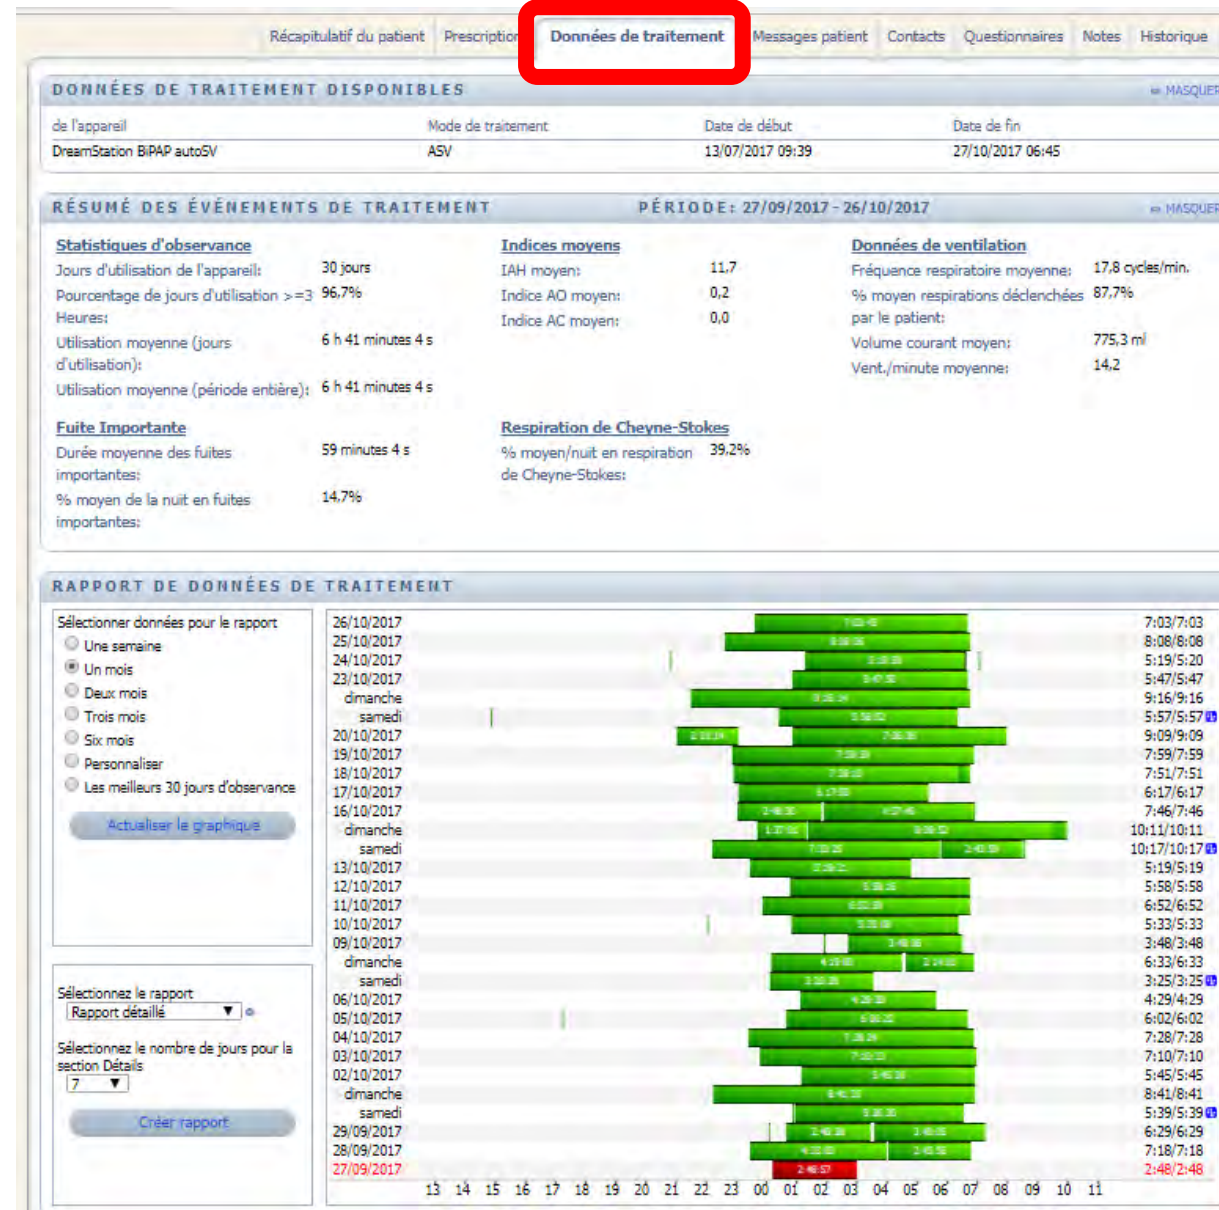 Récapitulatif du patient Prescription Données de traitement Messages patient Contacts Questionnaires Notes Historique
DONNÉES DE TRAITEMENT DISPONIBLES MASQUER
de l'appareil Mode de traitement Date de début Date de fin
DreamStation BiPAP autoSV ASV 13/07/2017 09:39 27/10/2017 06:45
RÉSUMÉ DES ÉVÉNEMENTS DE TRAITEMENT PÉRIODE: 27/09/2017 - 26/10/2017 MASQUER
Statistiques d'observance Indices moyens Données de ventilation
Jours d'utilisation de l'appareil: 30 jours IAH moyen: 11,7 Fréquence respiratoire moyenne: 17,8 cycles/min.
Pourcentage de jours d'utilisation >=3 96,7% Indice AO moyen: 0,2 % moyen respirations déclenchées 87,7%
Heures: Indice AC moyen: 0,0 par le patient:
Utilisation moyenne (jours 6 h 41 minutes 4 s Volume courant moyen: 775,3 ml
d'utilisation): Vent./minute moyenne: 14,2
Utilisation moyenne (période entière): 6 h 41 minutes 4 s
Fuite Importante Respiration de Cheyne-Stokes
Durée moyenne des fuites 59 minutes 4 s % moyen/nuit en respiration 39,2%
importantes: de Cheyne-Stokes:
% moyen de la nuit en fuites 14,7%
importantes:
RAPPORT DE DONNÉES DE TRAITEMENT
Sélectionner données pour le rapport
Une semaine
Un mois
Deux mois
Trois mois
Six mois
Personnaliser
Les meilleurs 30 jours d'observance
Actualiser le graphique
Sélectionnez le rapport
Rapport détaillé
Sélectionnez le nombre de jours pour la
section Détails
7
Créer rapport
26/10/2017 7:03/7:03
25/10/2017 8:08/8:08
24/10/2017 5:19/5:20
23/10/2017 5:47/5:47
dimanche 9:16/9:16
samedi 5:57/5:57
20/10/2017 9:09/9:09
19/10/2017 7:59/7:59
18/10/2017 7:51/7:51
17/10/2017 6:17/6:17
16/10/2017 7:46/7:46
dimanche 10:11/10:11
samedi 10:17/10:17
13/10/2017 5:19/5:19
12/10/2017 5:58/5:58
11/10/2017 6:52/6:52
10/10/2017 5:33/5:33
09/10/2017 3:48/3:48
dimanche 6:33/6:33
samedi 3:25/3:25
06/10/2017 4:29/4:29
05/10/2017 6:02/6:02
04/10/2017 7:28/7:28
03/10/2017 7:10/7:10
02/10/2017 5:45/5:45
dimanche 8:41/8:41
samedi 5:39/5:39
29/09/2017 6:29/6:29
28/09/2017 7:18/7:18
27/09/2017 2:48/2:48
13 14 15 16 17 18 19 20 21 22 23 00 01 02 03 04 05 06 07 08 09 10 11